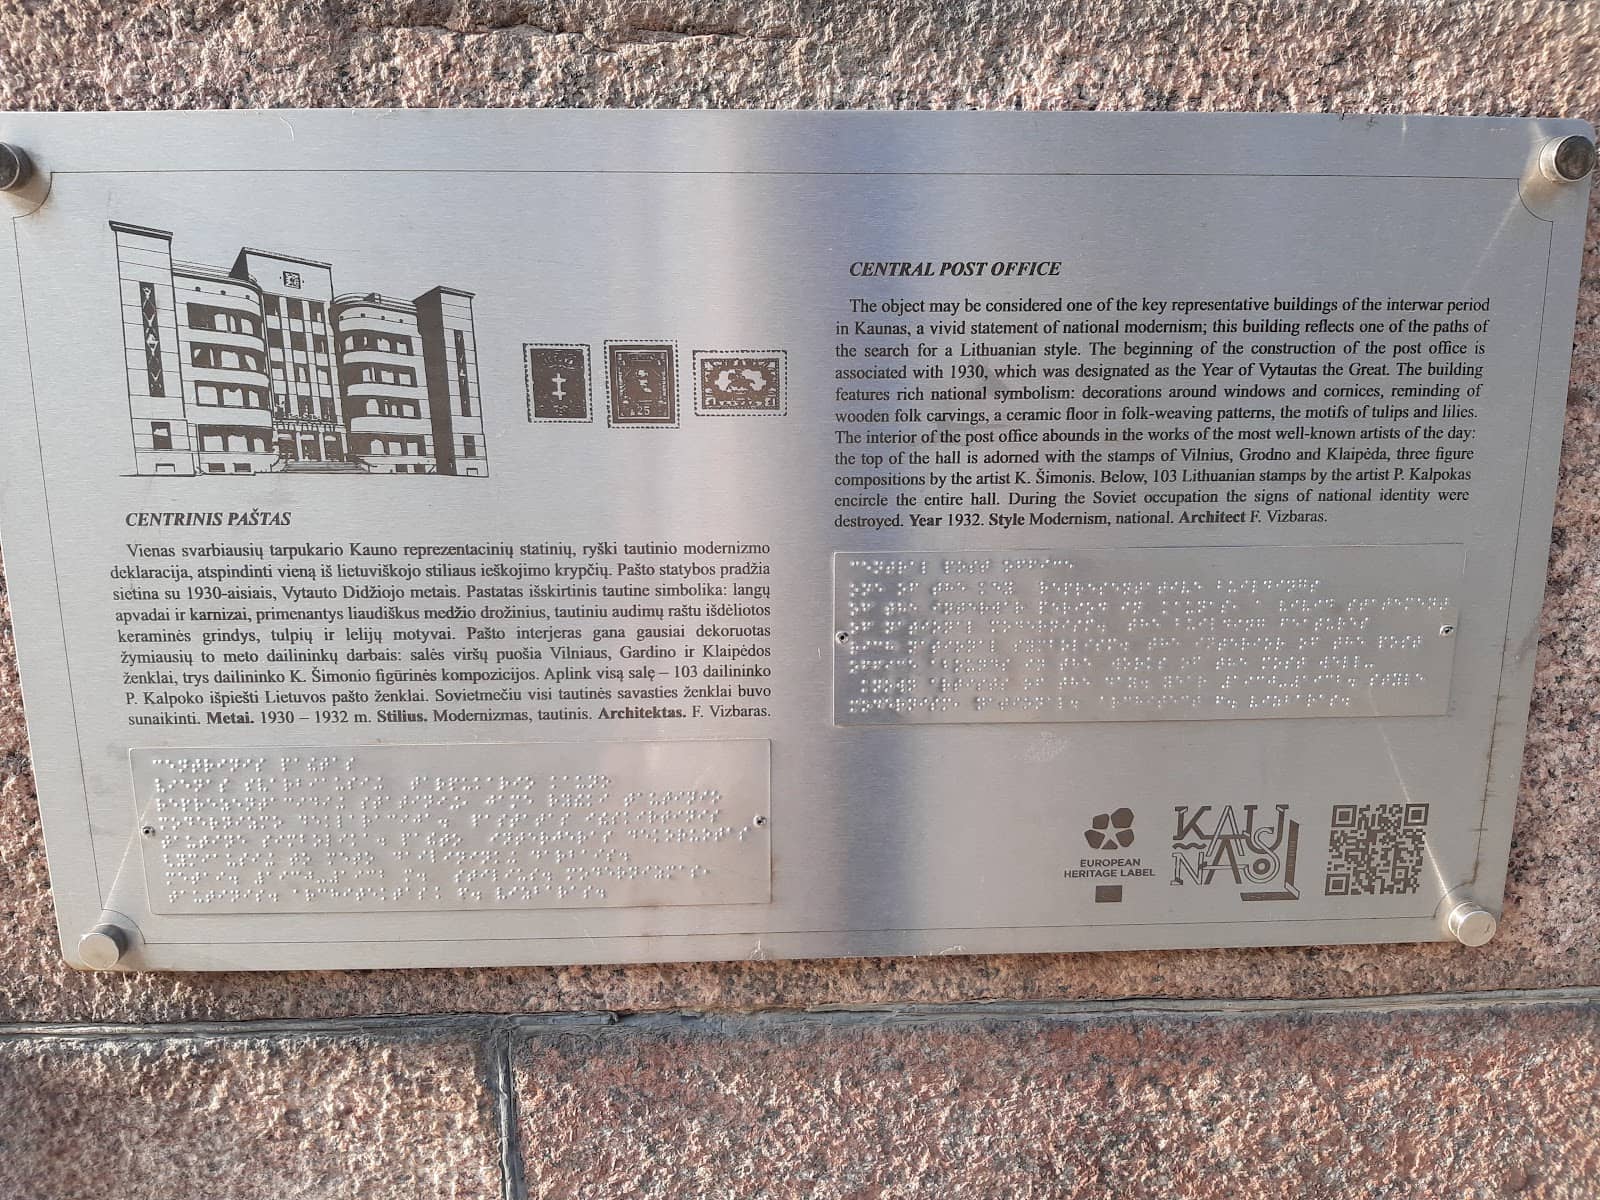 CENTRINIS PAŠTAS
Vienas svarbiausių tarpukario Kauno reprezentacinių statinių, ryški tautinio modernizmo
deklaracija, atspindinti vieną iš lietuviškojo stiliaus ieškojimo krypčių. Pašto statybos pradžia
sietina su 1930-aisiais, Vytauto Didžiojo metais. Pastatas išskirtinis tautine simbolika: langų
apvadai ir karnizai, primenantys liaudiškus medžio drožinius, tautiniu audimų raštu išdėliotos
keraminės grindys, tulpių ir lelijų motyvai. Pašto interjeras gana gausiai dekoruotas
žymiausių to meto dailininkų darbais: salės viršų puošia Vilniaus, Gardino ir Klaipėdos
ženklai, trys dailininko K. Šimonio figūrinės kompozicijos. Aplink visą salę – 103 dailininko
P. Kalpoko išpiešti Lietuvos pašto ženklai. Sovietmečiu visi tautinės savasties ženklai buvo
sunaikinti. Metai. 1930 – 1932 m. Stilius. Modernizmas, tautinis. Architektas. F. Vizbaras.
CENTRAL POST OFFICE
The object may be considered one of the key representative buildings of the interwar period
in Kaunas, a vivid statement of national modernism; this building reflects one of the paths of
the search for a Lithuanian style. The beginning of the construction of the post office is
associated with 1930, which was designated as the Year of Vytautas the Great. The building
features rich national symbolism: decorations around windows and cornices, reminding of
wooden folk carvings, a ceramic floor in folk-weaving patterns, the motifs of tulips and lilies.
The interior of the post office abounds in the works of the most well-known artists of the day:
the top of the hall is adorned with the stamps of Vilnius, Grodno and Klaipėda, three figure
compositions by the artist K. Šimonis. Below, 103 Lithuanian stamps by the artist P. Kalpokas
encircle the entire hall. During the Soviet occupation the signs of national identity were
destroyed. Year 1932. Style Modernism, national. Architect F. Vizbaras.
25
EUROPEAN
HERITAGE LABEL
KAU
NAS